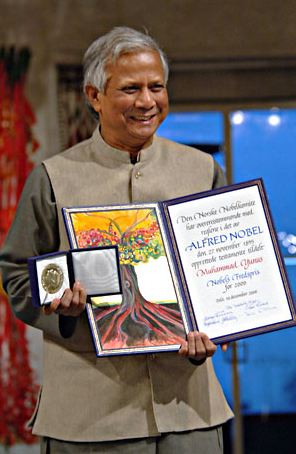 Den Norske Nobelkomite
har overensstemmende med
reglene i det av
ALFRED NOBEL
den 27. november 1895
opprettede testamente tildelt
Muhammad Yunus
Nobels Fredspris
for 2006
Oslo, 10. desember 2006